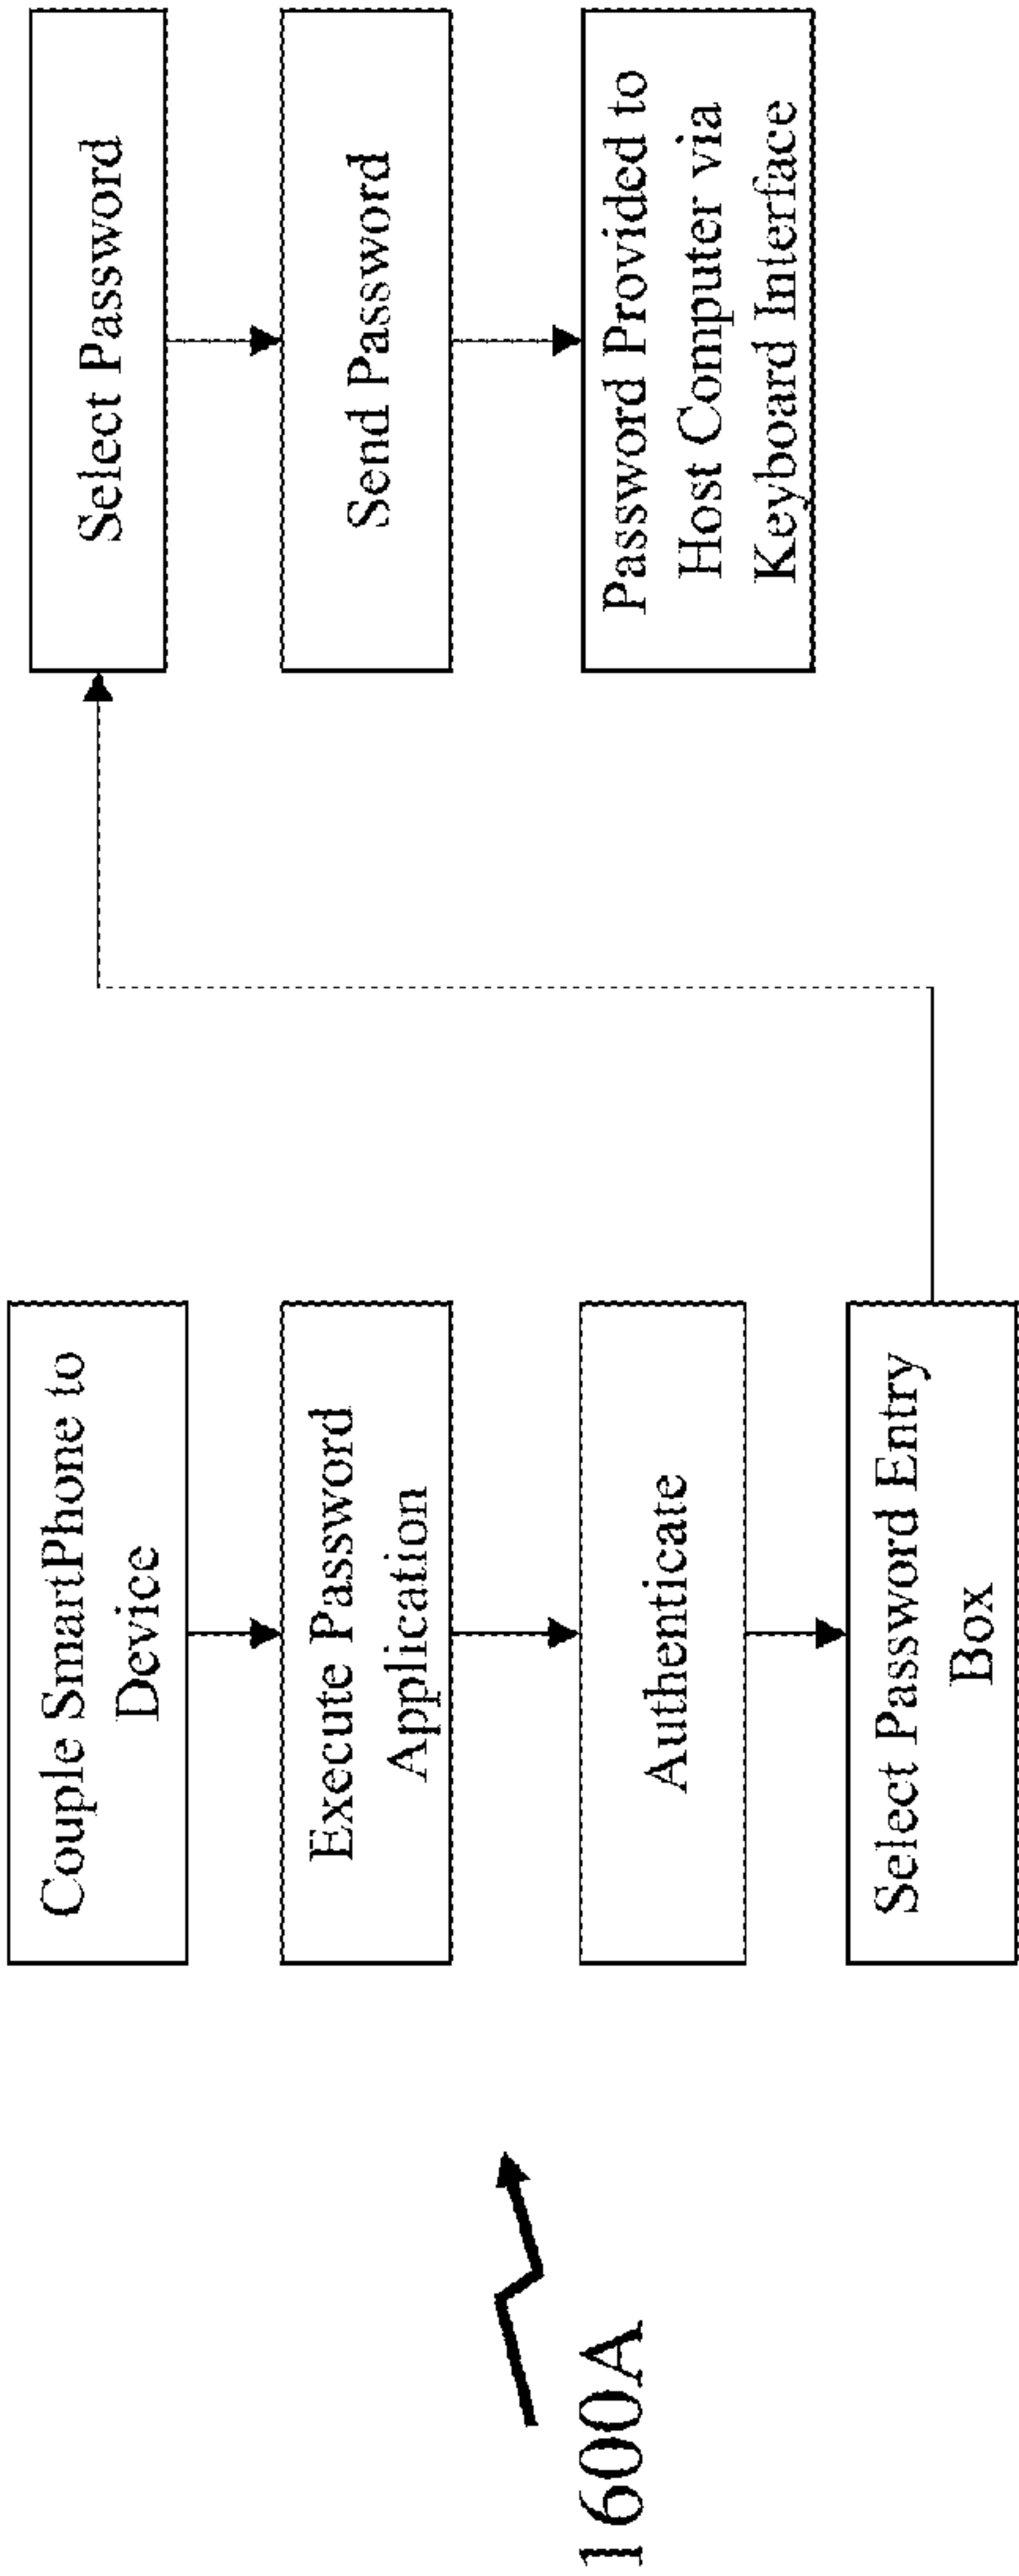 Couple SmartPhone to
Device
Execute Password
Application
Authenticate
Select Password Entry
Box
Select Password
Send Password
Password Provided to
Host Computer via
Keyboard Interface
1600A